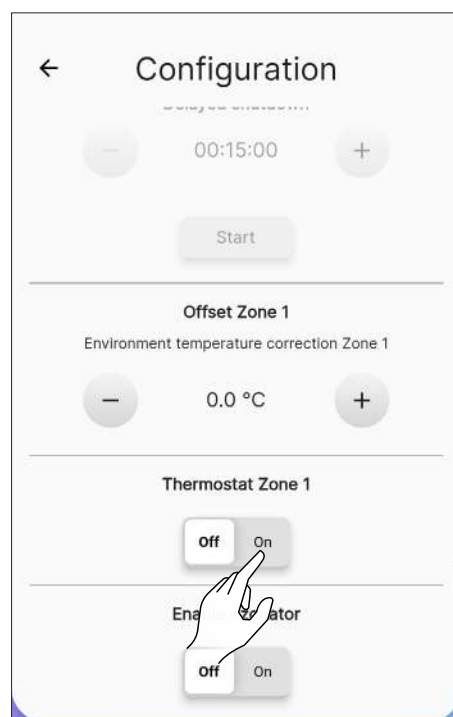 Configuration
00:15:00
Start
Offset Zone 1
Environment temperature correction Zone 1
0.0 °C
Thermostat Zone 1
Off On
Off On